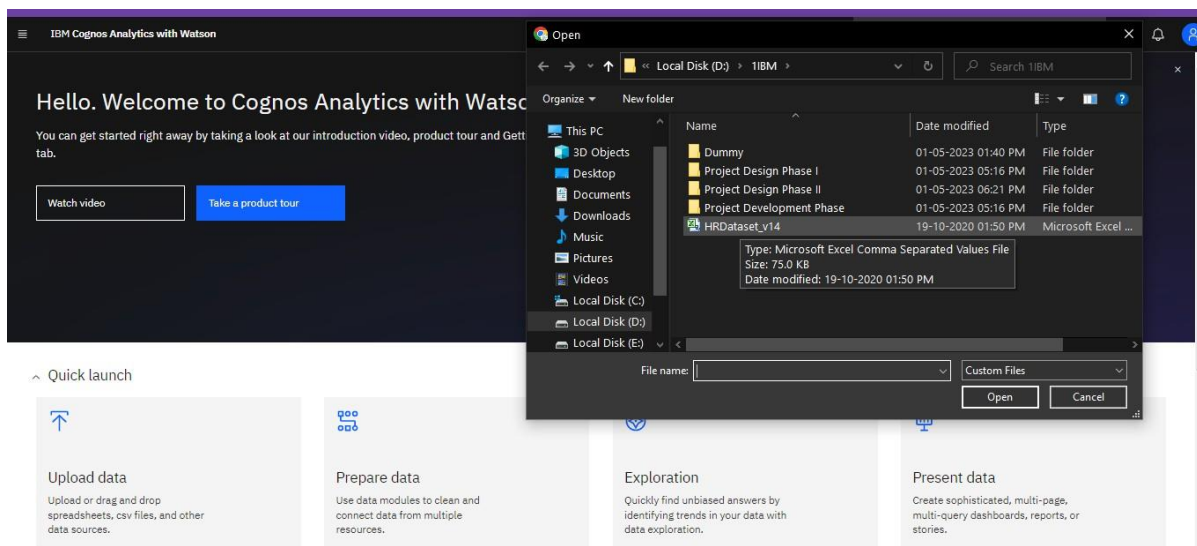 IBM Cognos Analytics with Watson
Hello. Welcome to Cognos Analytics with Watso
You can get started right away by taking a look at our introduction video, product tour and Gett
tab.
Watch video
Take a product tour
Open
« Local Disk (D:) › 1IBM ›
Search 1IBM
Organize
New folder
This PC
3D Objects
Desktop
Documents
Downloads
Music
Pictures
Videos
Local Disk (C:)
Local Disk (D:)
Local Disk (E:)
Name Date modified Type
Dummy 01-05-2023 01:40 PM File folder
Project Design Phase I 01-05-2023 05:16 PM File folder
Project Design Phase II 01-05-2023 06:21 PM File folder
Project Development Phase 01-05-2023 05:16 PM File folder
HRDataset_v14 19-10-2020 01:50 PM Microsoft Excel ...
Type: Microsoft Excel Comma Separated Values File
Size: 75.0 KB
Date modified: 19-10-2020 01:50 PM
File name:
Custom Files
Open
Cancel
Quick launch
Upload data
Upload or drag and drop
spreadsheets, csv files, and other
data sources.
Prepare data
Use data modules to clean and
connect data from multiple
resources.
Exploration
Quickly find unbiased answers by
identifying trends in your data with
data exploration.
Present data
Create sophisticated, multi-page,
multi-query dashboards, reports, or
stories.